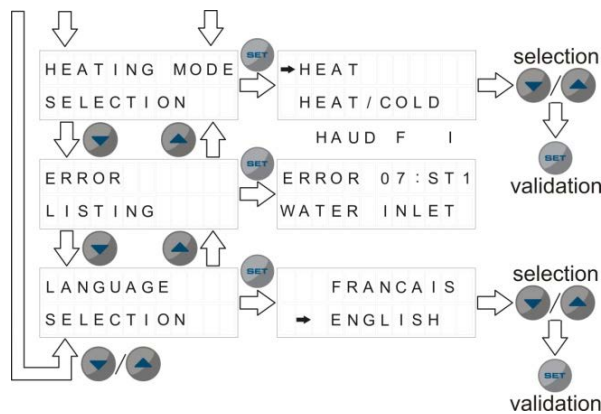 SET
HEATING MODE
SELECTION
➡HEAT
HEAT/COLD
selection
/
SET
validation
HAUD F I
SET
ERROR
LISTING
ERROR 07:ST1
WATER INLET
SET
LANGUAGE
SELECTION
FRANCAIS
➡ ENGLISH
selection
/
SET
validation
/